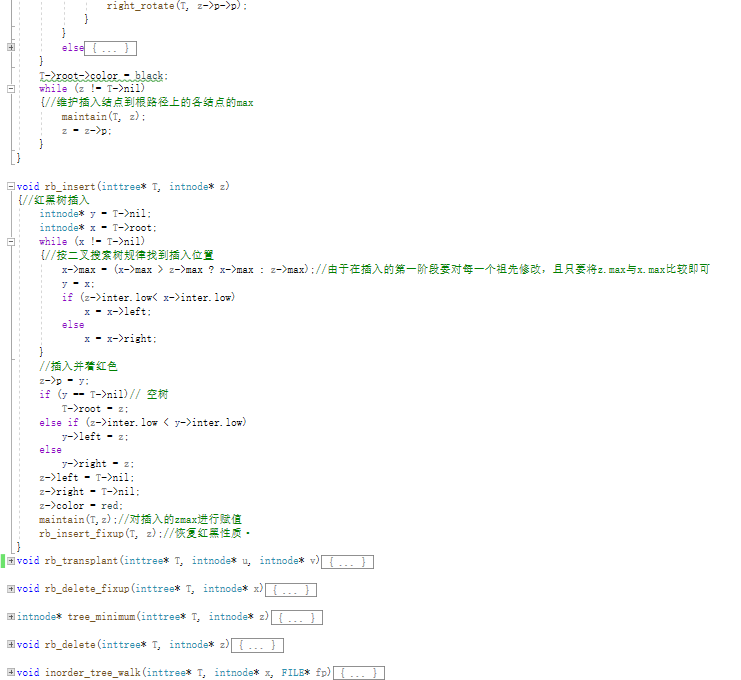 right_rotate(T, z->p->p);
}
}
else{ ... }
}
T->root->color = black;
while (z != T->nil)
{//维护插入结点到根路径上的各结点的max
maintain(T, z);
z = z->p;
}
}
void rb_insert(inttree* T, intnode* z)
{//红黑树插入
intnode* y = T->nil;
intnode* x = T->root;
while (x != T->nil)
{//按二叉搜索树规律找到插入位置
x->max = (x->max > z->max ? x->max : z->max);//由于在插入的第一阶段要对每一个祖先修改，且只要将z.max与x.max比较即可
y = x;
if (z->inter.low< x->inter.low)
x = x->left;
else
x = x->right;
}
//插入并着红色
z->p = y;
if (y == T->nil)// 空树
T->root = z;
else if (z->inter.low < y->inter.low)
y->left = z;
else
y->right = z;
z->left = T->nil;
z->right = T->nil;
z->color = red;
maintain(T,z);//对插入的zmax进行赋值
rb_insert_fixup(T, z);//恢复红黑性质·
}
void rb_transplant(inttree* T, intnode* u, intnode* v){ ... }
void rb_delete_fixup(inttree* T, intnode* x){ ... }
intnode* tree_minimum(inttree* T, intnode* z){ ... }
void rb_delete(inttree* T, intnode* z){ ... }
void inorder_tree_walk(inttree* T, intnode* x, FILE* fp){ ... }